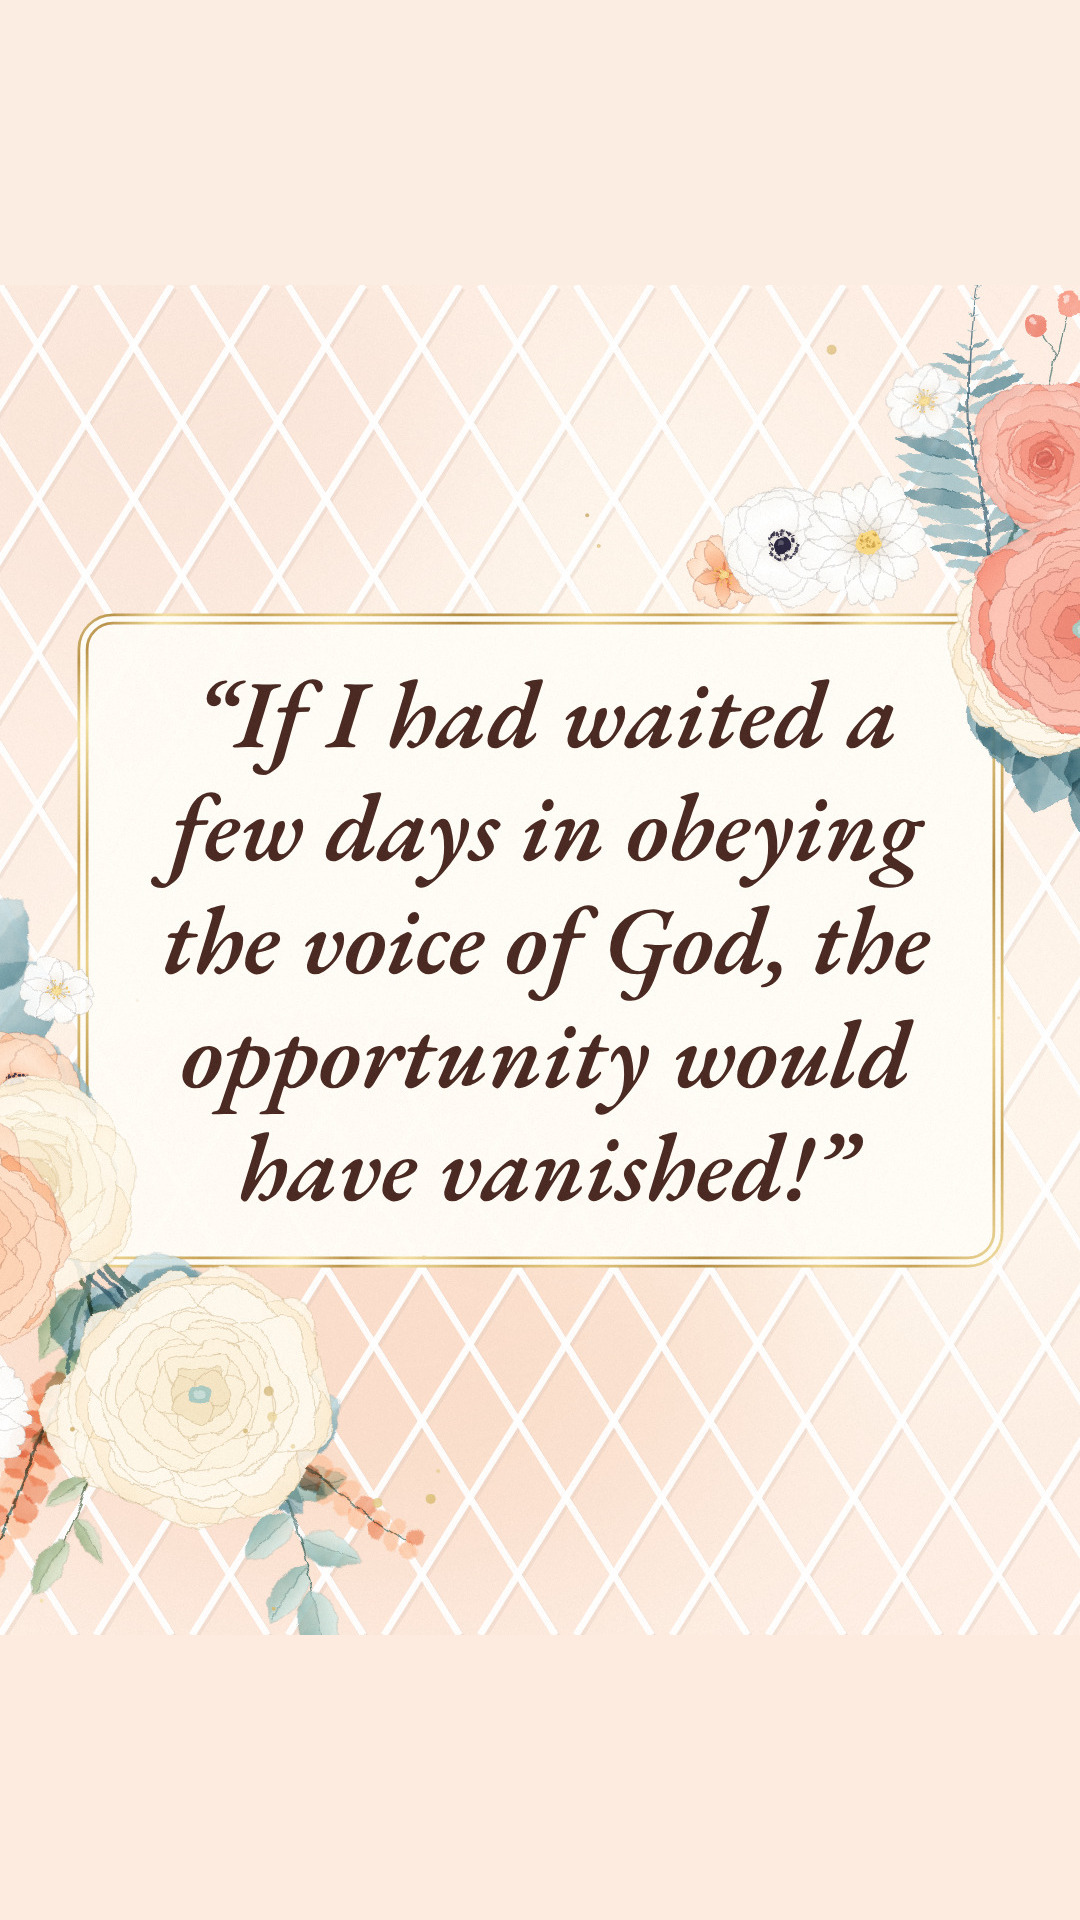 “If I had waited a
few days in obeying
the voice of God, the
opportunity would
have vanished!”